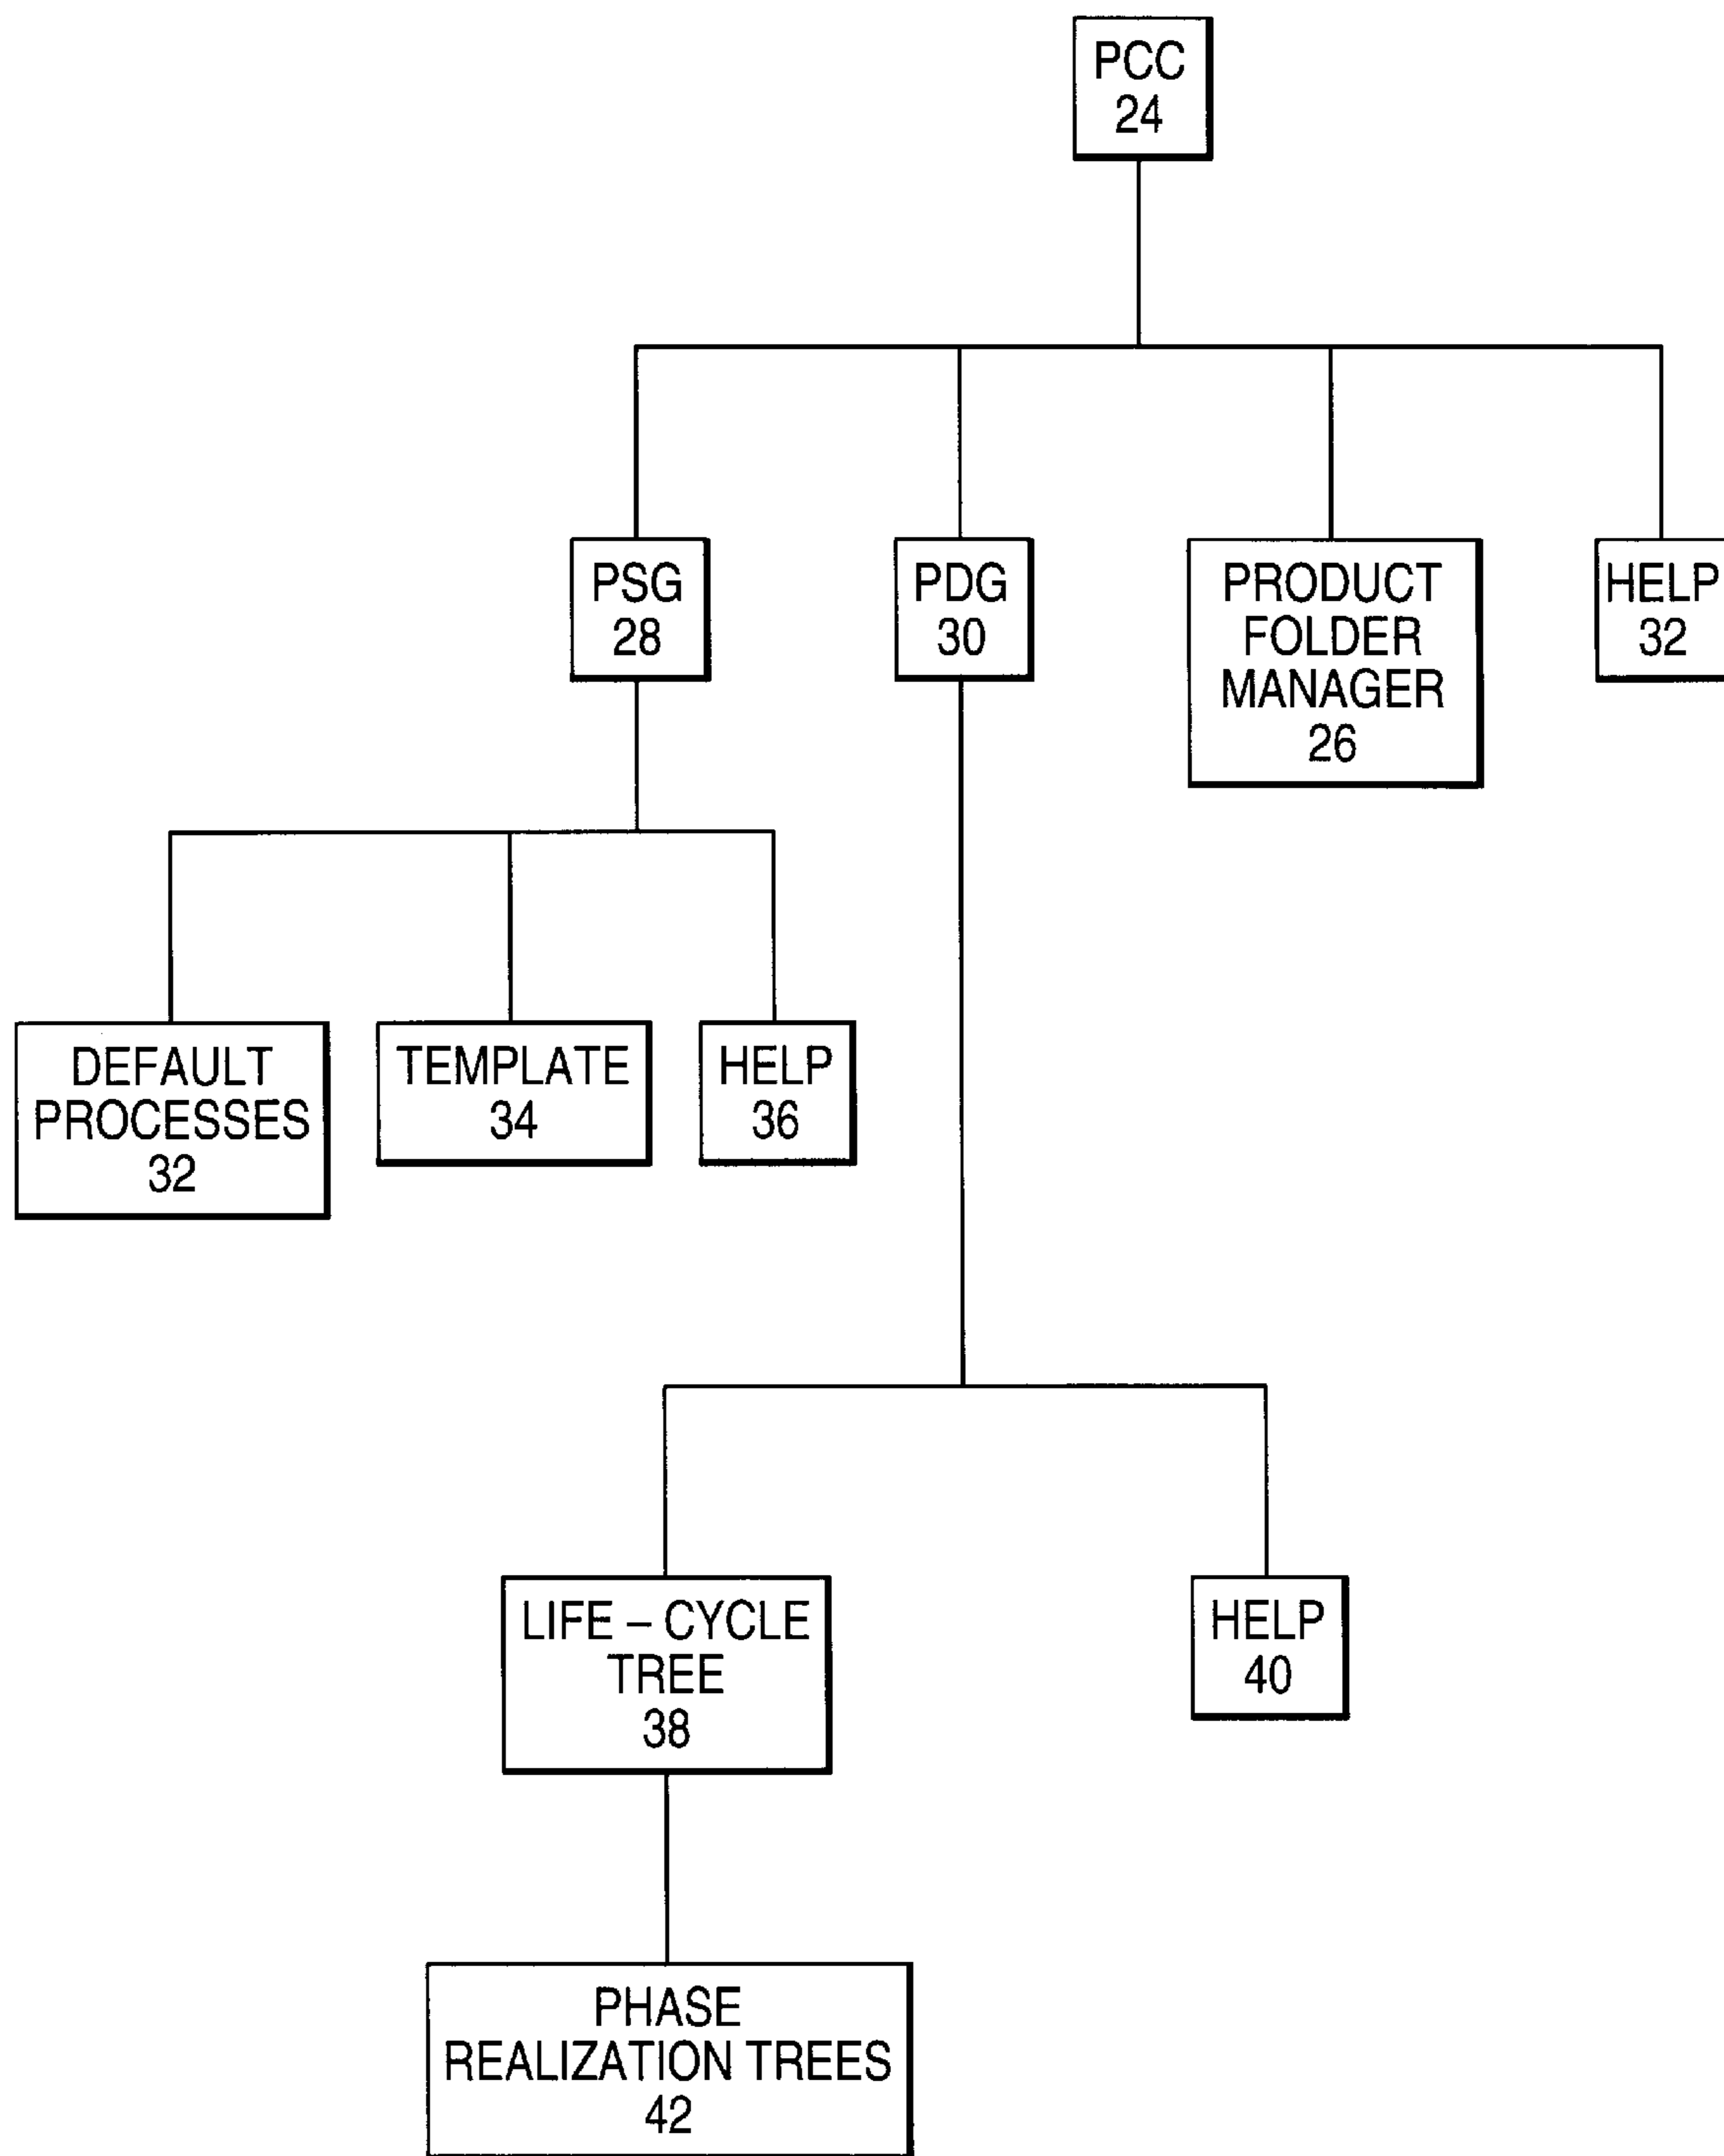 PCC
24
PSG
28
PDG
30
PRODUCT
FOLDER
MANAGER
26
HELP
32
DEFAULT
PROCESSES
32
TEMPLATE
34
HELP
36
LIFE – CYCLE
TREE
38
HELP
40
PHASE
REALIZATION TREES
42